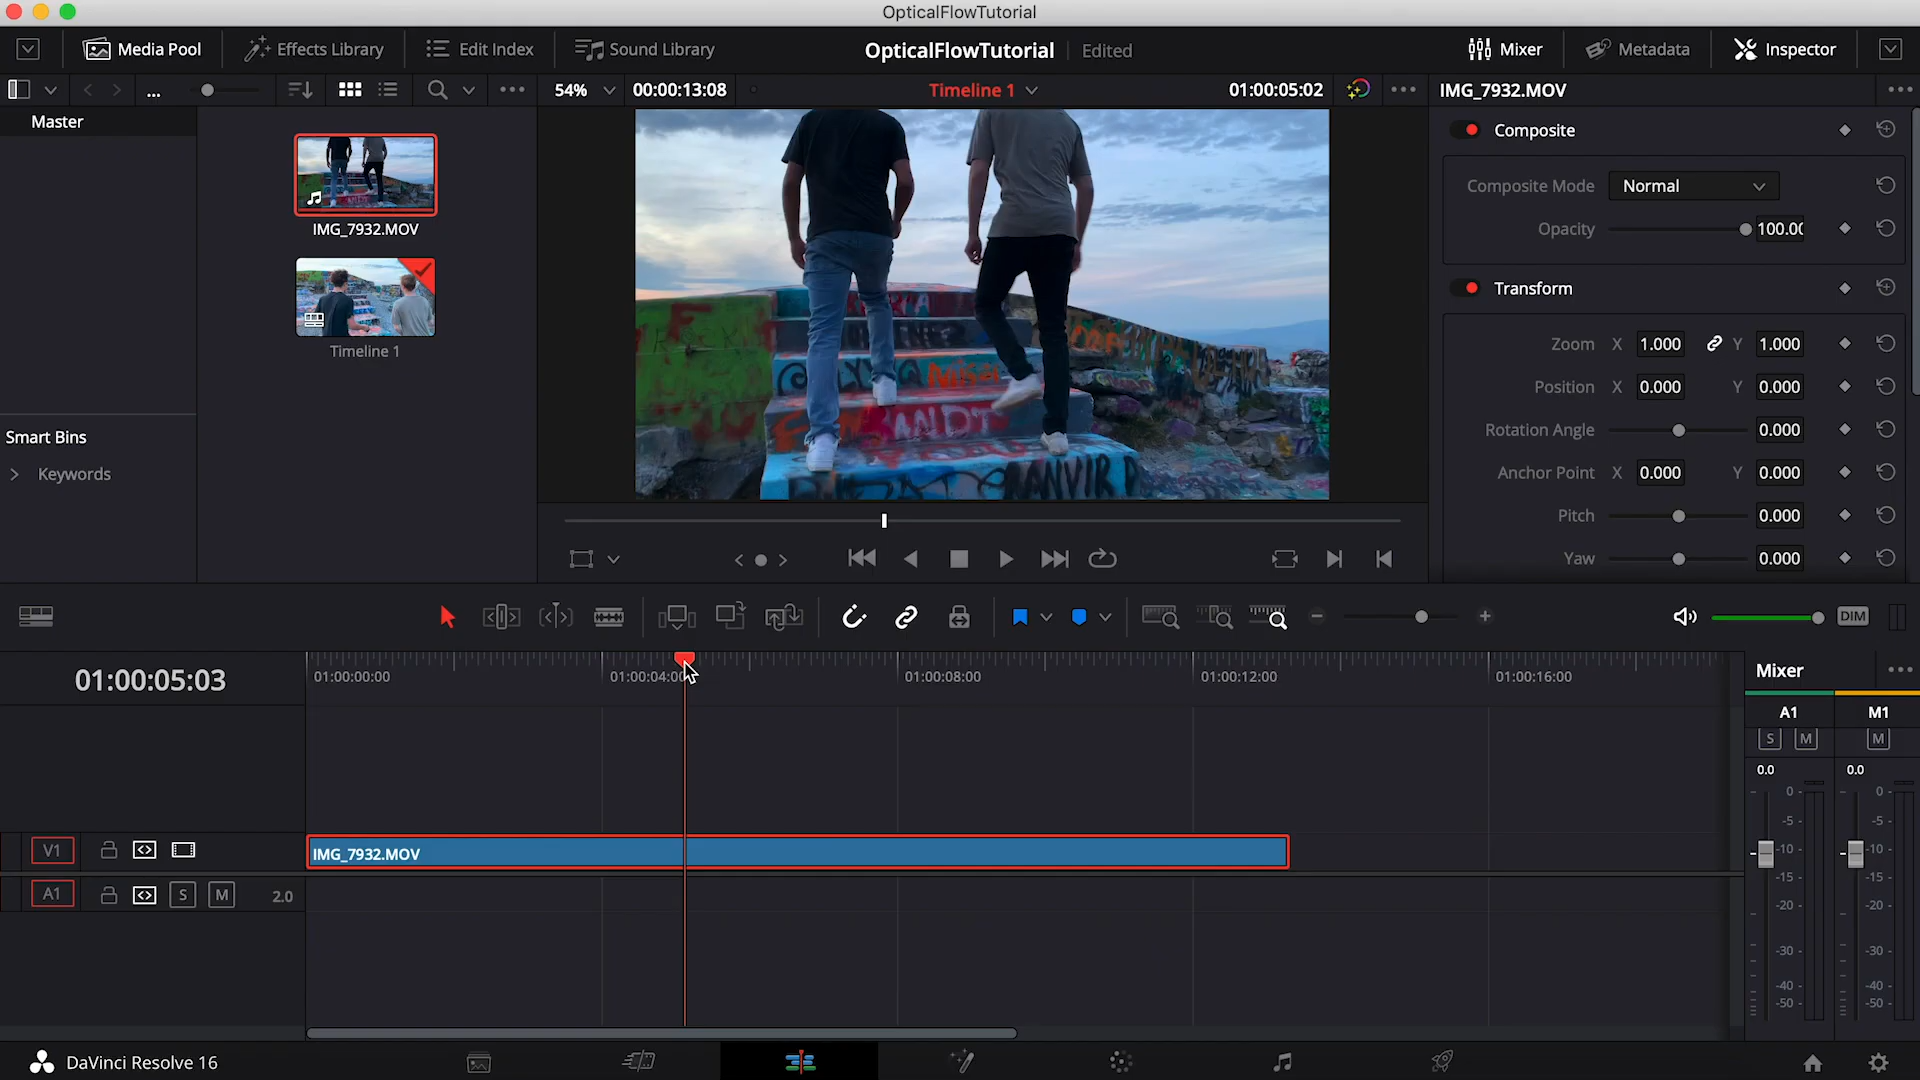 OpticalFlowTutorial
Media Pool
Effects Library
Edit Index
Sound Library
OpticalFlowTutorial
Edited
Mixer
Metadata
Inspector
...
54%
00:00:13:08
Timeline 1
01:00:05:02
IMG_7932.MOV
Master
IMG_7932.MOV
Timeline 1
Smart Bins
Keywords
Composite
Composite Mode
Normal
Opacity
100.00
Transform
Zoom X 1.000 Y 1.000
Position X 0.000 Y 0.000
Rotation Angle 0.000
Anchor Point X 0.000 Y 0.000
Pitch 0.000
Yaw 0.000
DIM
01:00:05:03
01:00:00:00
01:00:04:00
01:00:08:00
01:00:12:00
01:00:16:00
V1
IMG_7932.MOV
A1 S M 2.0
Mixer
A1 M1
S M M
0.0 0.0
0 0
-5 -5
-10 -10
-15 -15
-20 -20
-30 -30
-40 -40
-50 -50
DaVinci Resolve 16